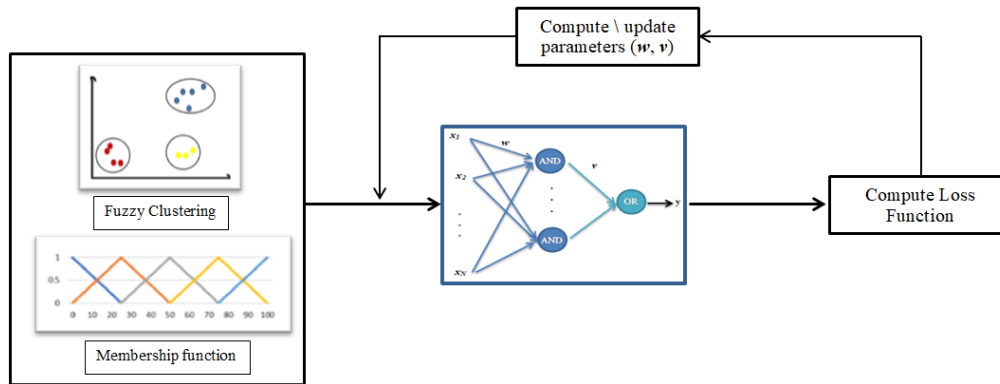 Compute \ update
parameters (w, v)
Fuzzy Clustering
1
0.5
0
0 10 20 30 40 50 60 70 80 90 100
Membership function
x1
w
x2
xN
AND
AND
v
OR
y
Compute Loss
Function